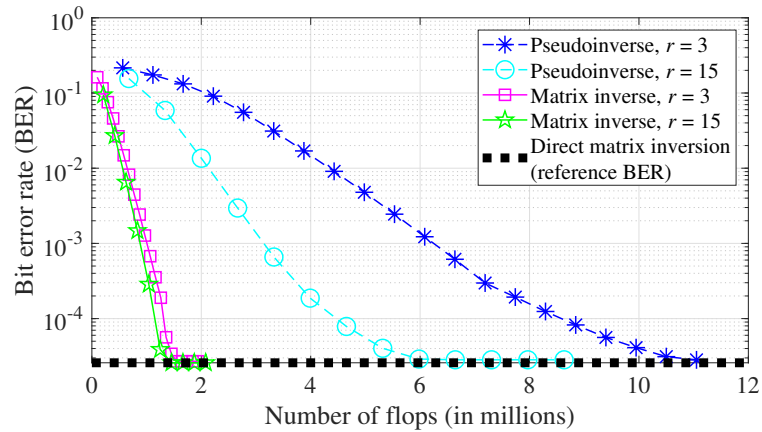 Bit error rate (BER)
10^0
10^-1
10^-2
10^-3
10^-4
Pseudoinverse, r = 3
Pseudoinverse, r = 15
Matrix inverse, r = 3
Matrix inverse, r = 15
Direct matrix inversion
(reference BER)
0 2 4 6 8 10 12
Number of flops (in millions)